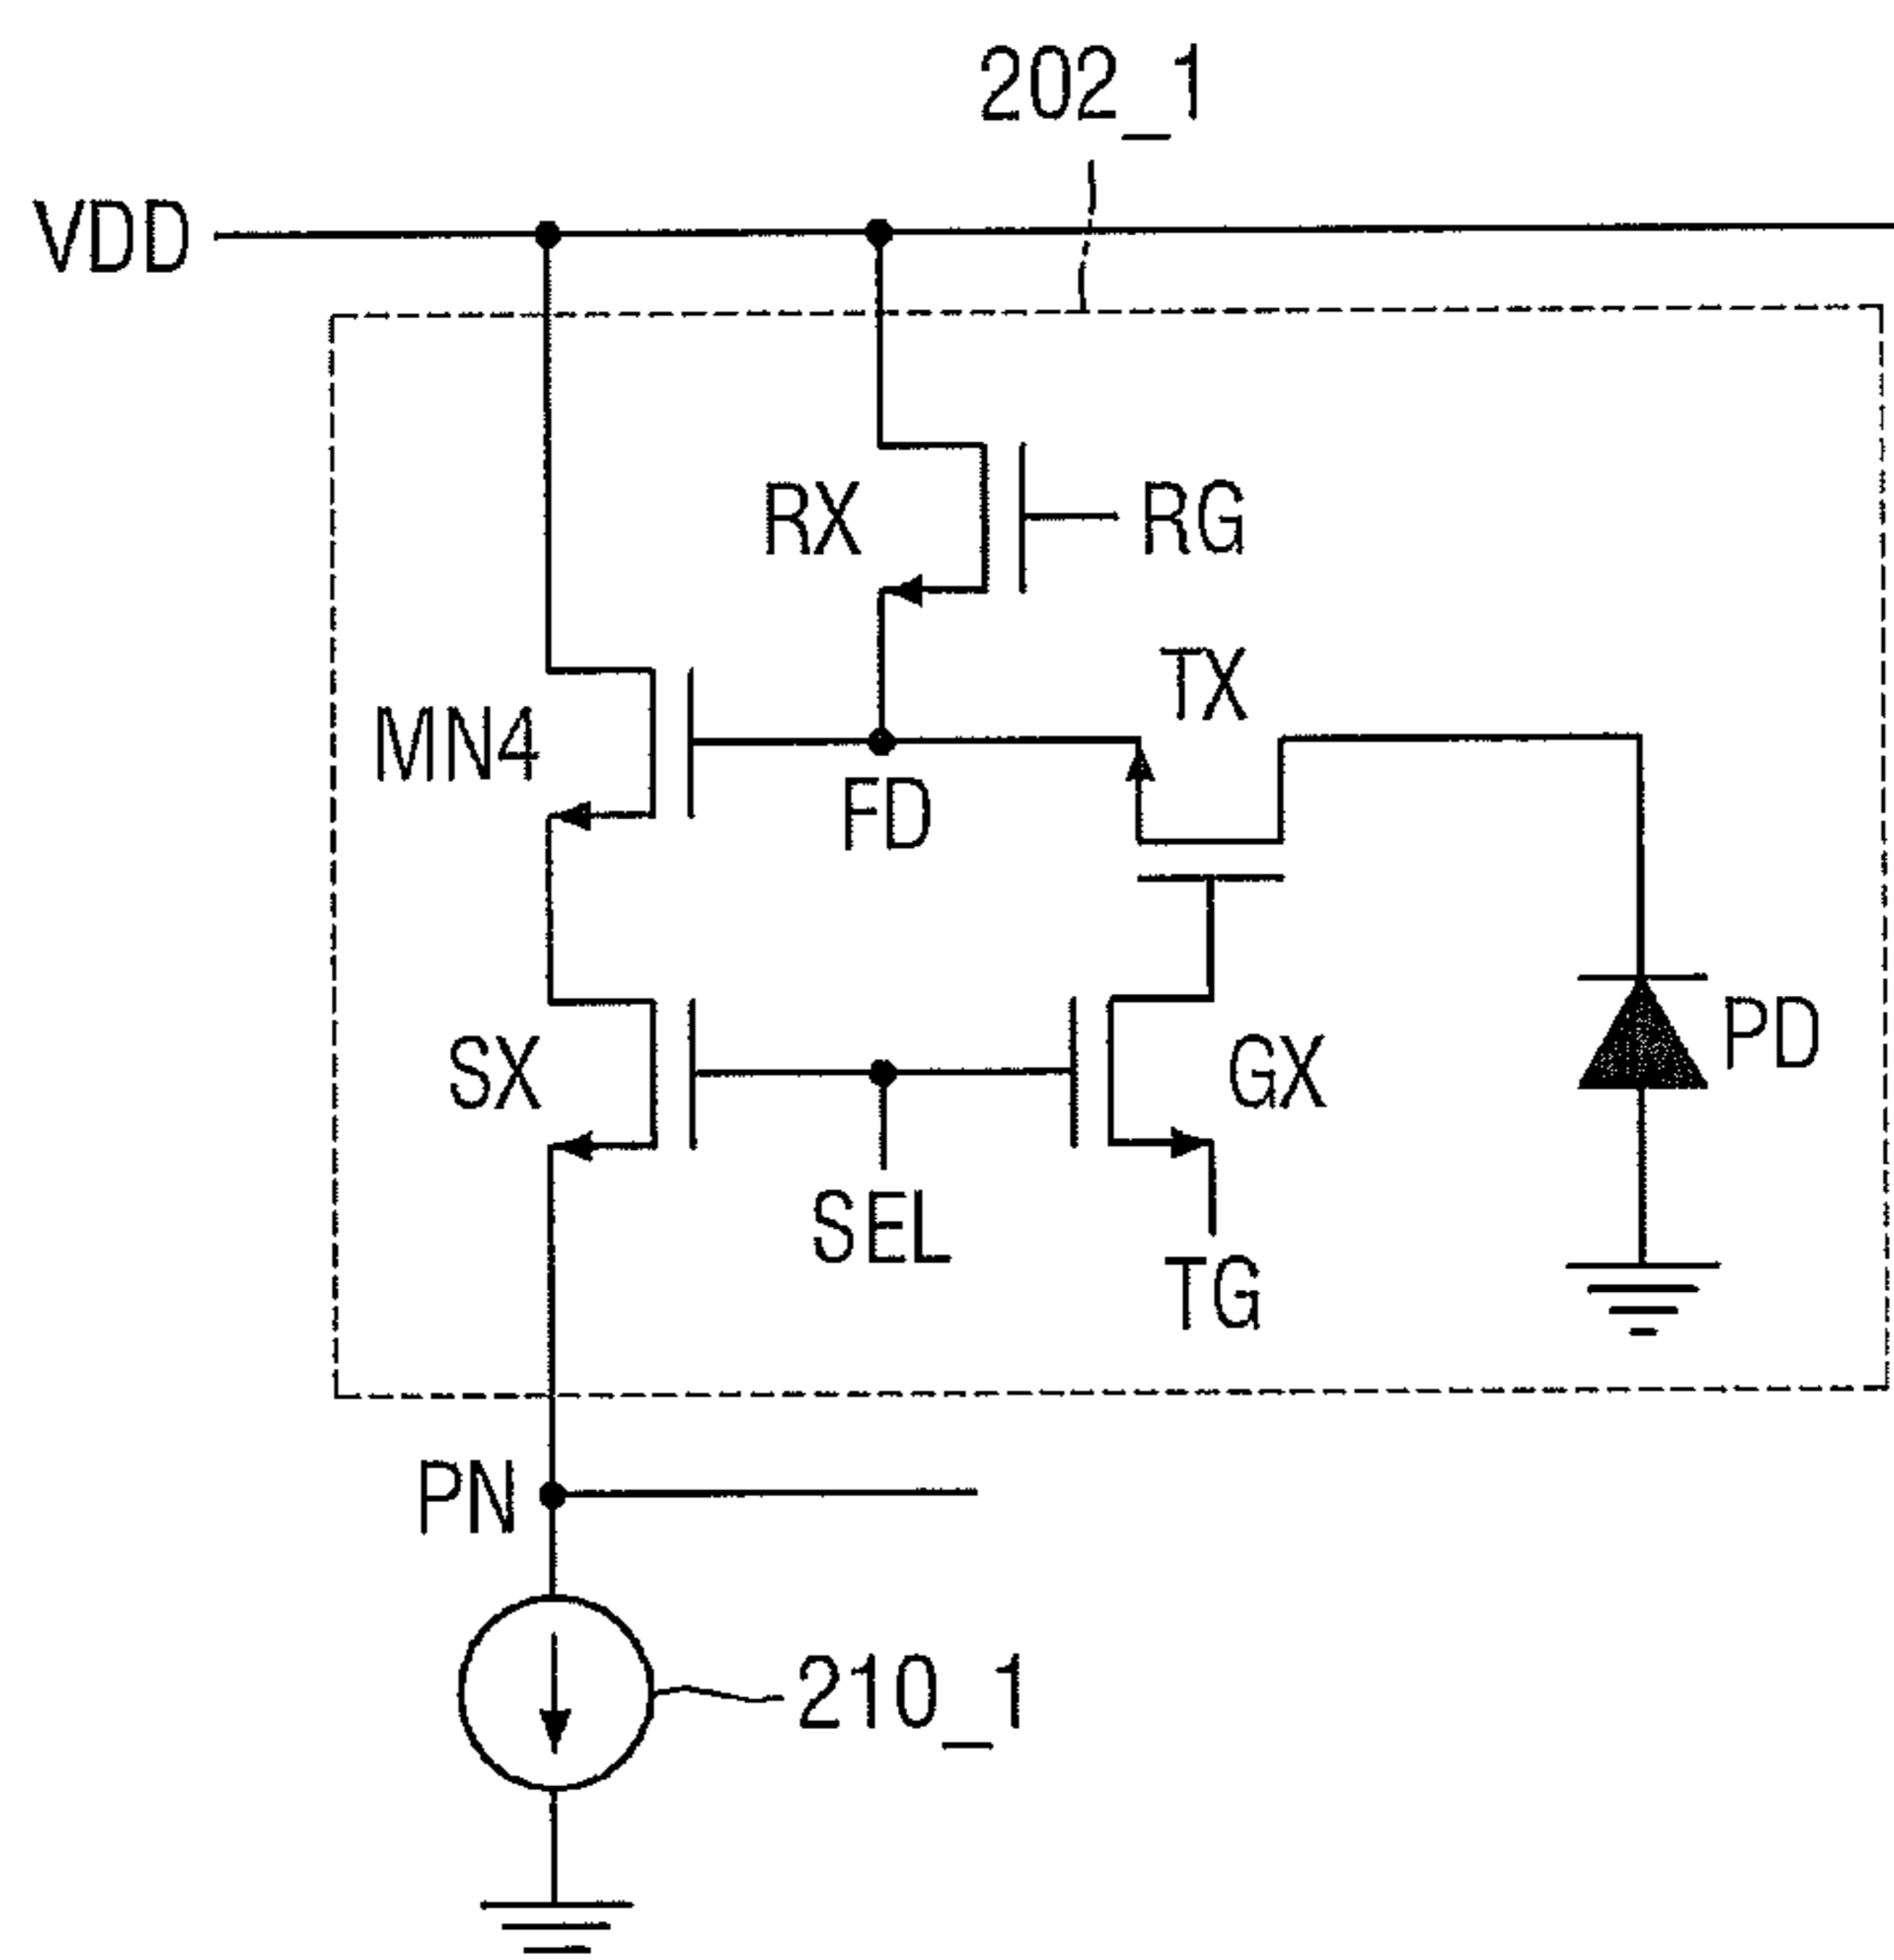 202_1
VDD
RX
RG
TX
MN4
FD
SX
GX
PD
SEL
TG
PN
210_1